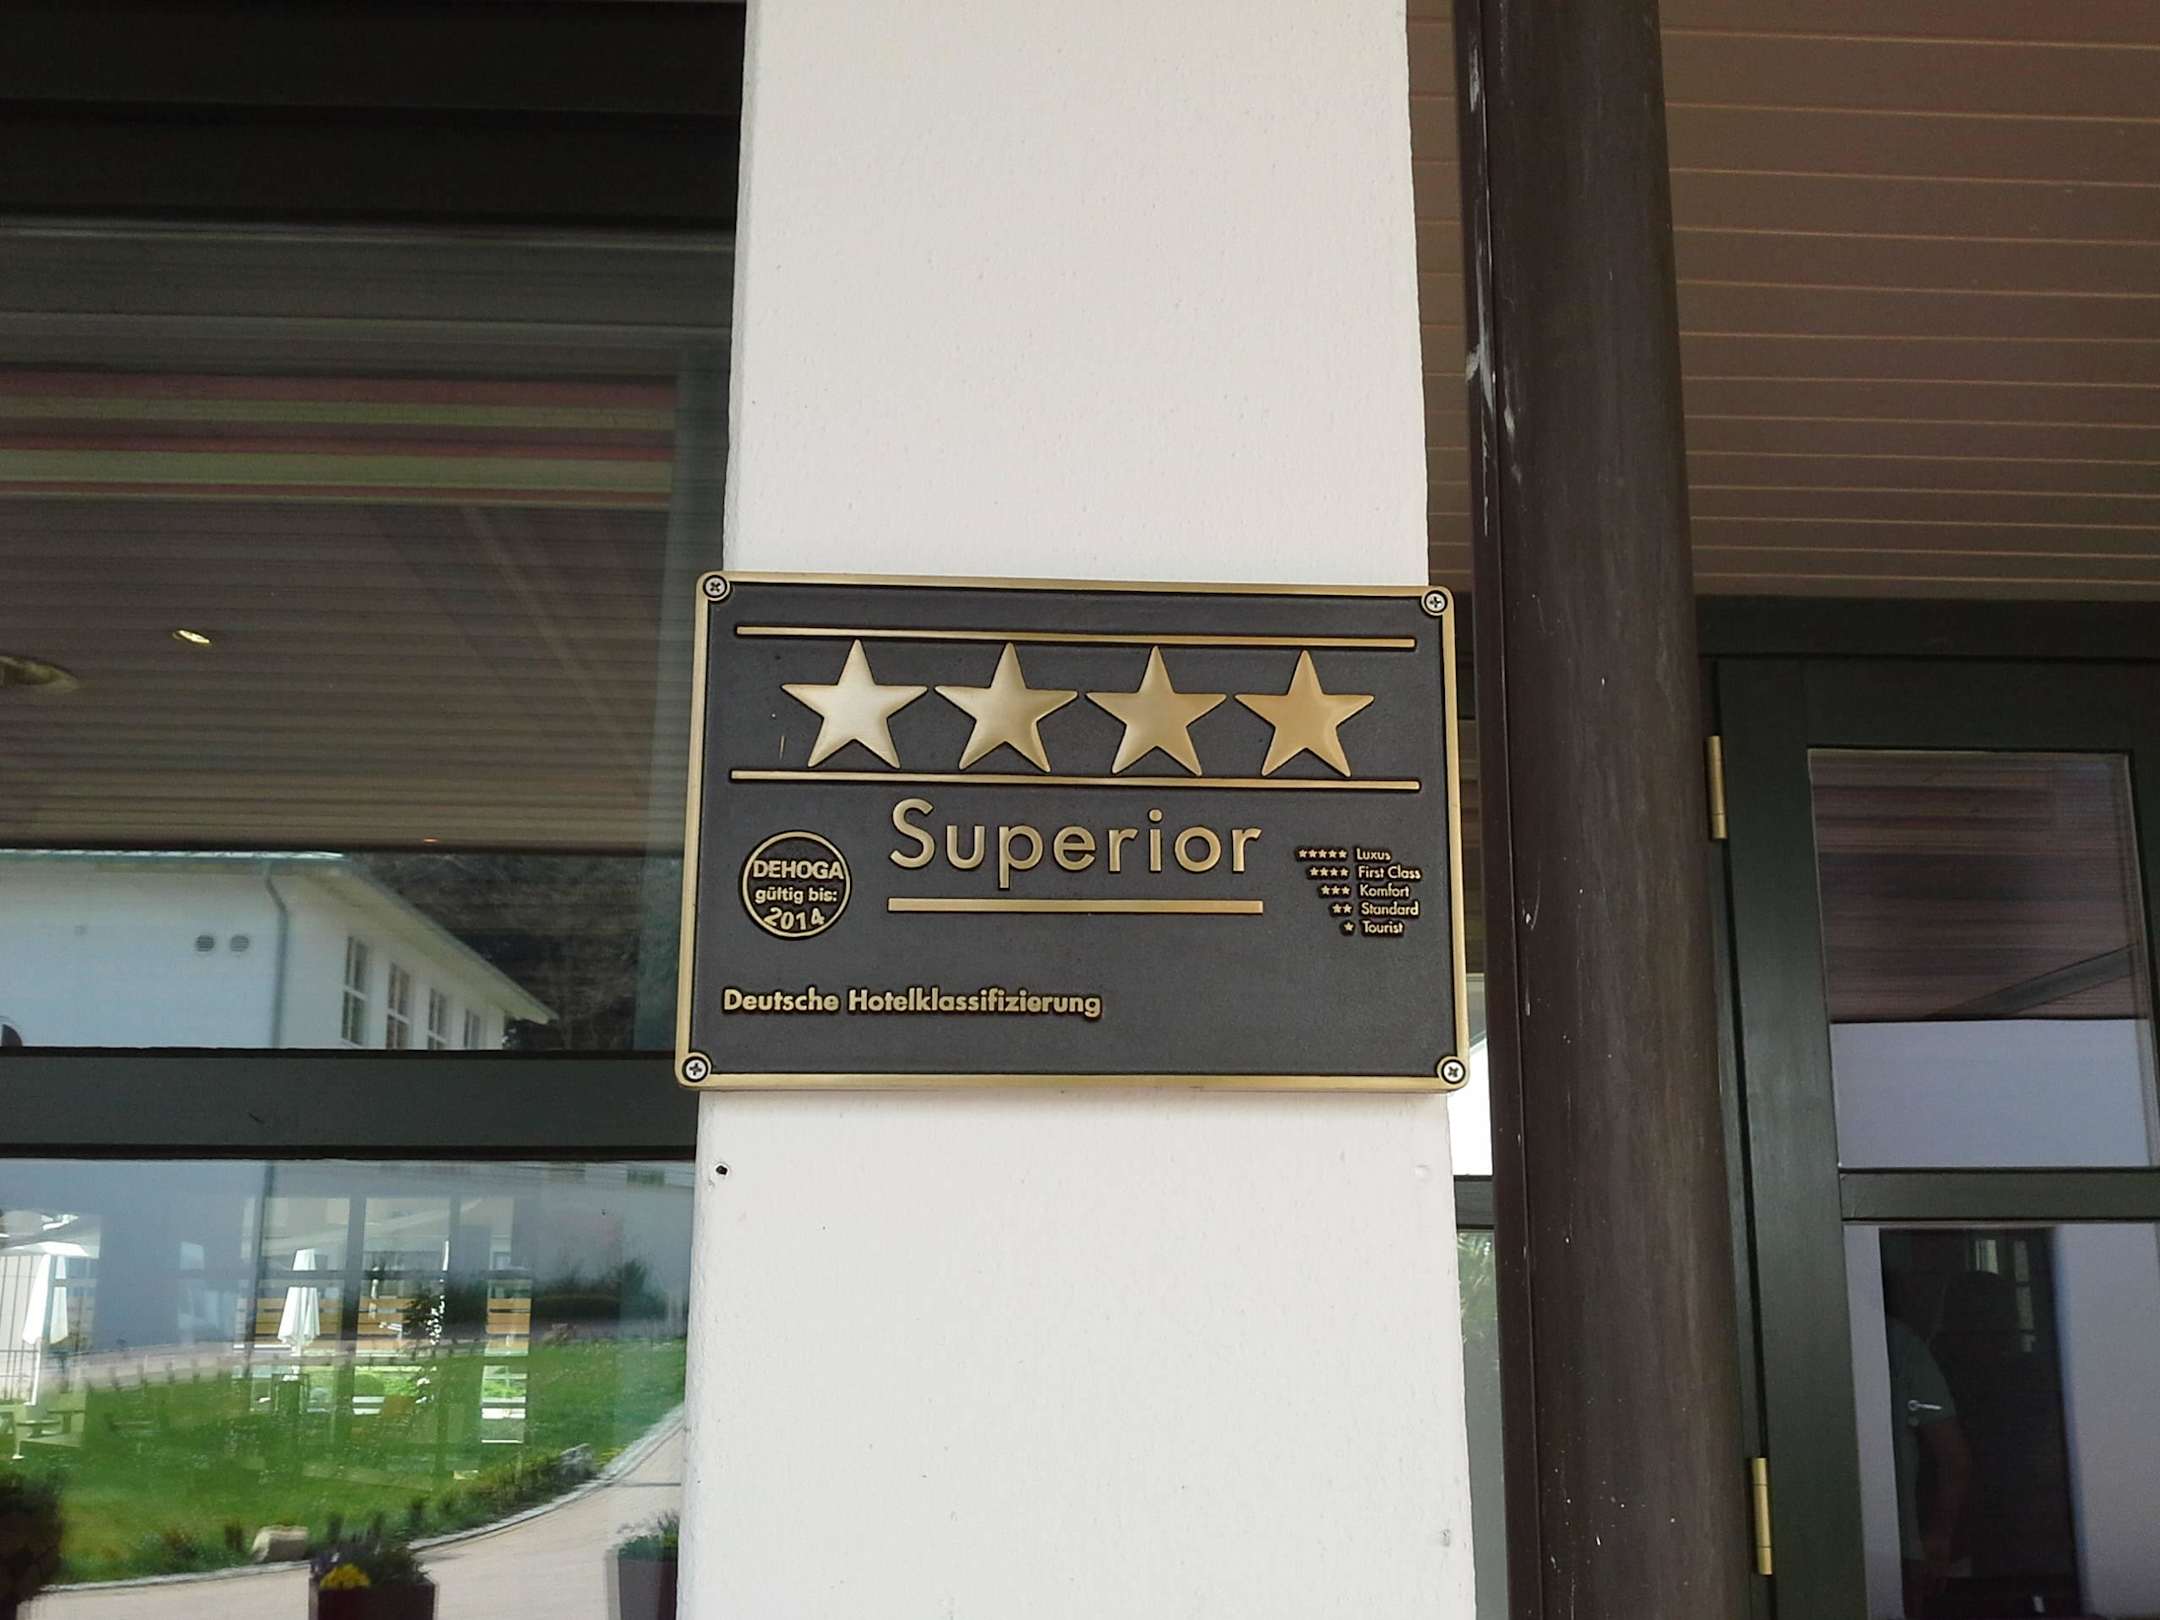 Superior
DEHOGA
gültig bis:
2014
***** Luxus
**** First Class
*** Komfort
** Standard
* Tourist
Deutsche Hotelklassifizierung